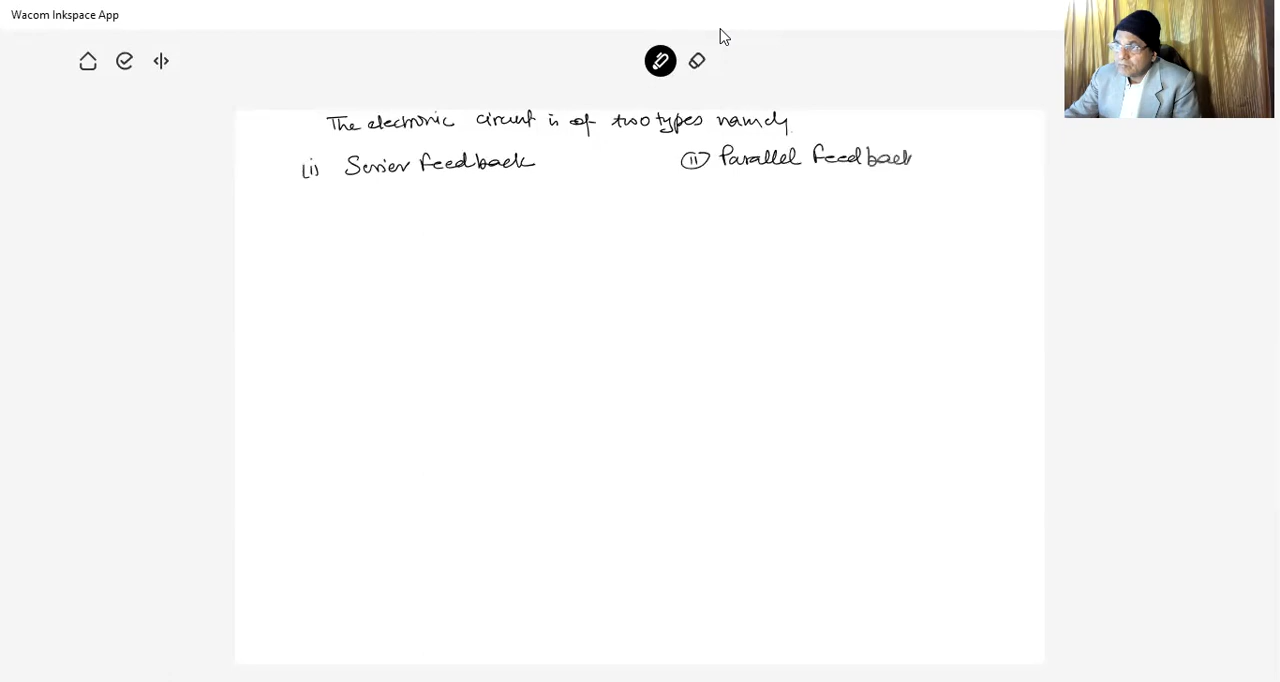 Wacom Inkspace App
The electronic circuit is of two types namely
(i) Series feedback (ii) Parallel feedback